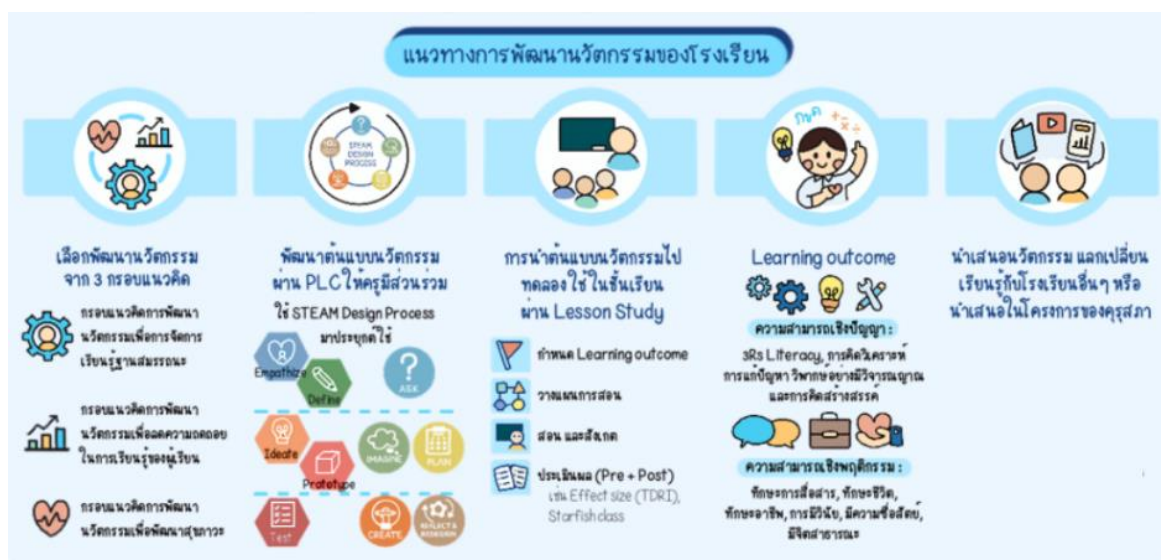 แนวทางการพัฒนานวัตกรรมของโรงเรียน
STEAM
DESIGN
PROCESS
เลือกพัฒนานวัตกรรม
จาก 3 กรอบแนวคิด
กรอบแนวคิดการพัฒนา
นวัตกรรมเพื่อการจัดการ
เรียนรู้ฐานสมรรถนะ
กรอบแนวคิดการพัฒนา
นวัตกรรมเพื่อลดความถดถอย
ในการเรียนรู้ของผู้เรียน
กรอบแนวคิดการพัฒนา
นวัตกรรมเพื่อพัฒนาสุขภาวะ
พัฒนาต้นแบบนวัตกรรม
ผ่าน PLC ให้ครูมีส่วนร่วม
ใช้ STEAM Design Process
มาประยุกต์ใช้
Empathize
Define
ASK
Ideate
Prototype
IMAGINE
PLAN
Test
CREATE
REFLECT &
REDESIGN
การนำต้นแบบนวัตกรรมไป
ทดลองใช้ในชั้นเรียน
ผ่าน Lesson Study
กำหนด Learning outcome
วางแผนการสอน
สอน และสังเกต
ประเมินผล (Pre + Post)
เช่น Effect size (TDRI),
Starfish class
กขค
Learning outcome
ความสามารถเชิงปัญญา :
3Rs Literacy, การคิดวิเคราะห์
การแก้ปัญหา วิพากษ์อย่างมีวิจารณญาณ
และการคิดสร้างสรรค์
ความสามารถเชิงพฤติกรรม :
ทักษะการสื่อสาร, ทักษะชีวิต,
ทักษะอาชีพ, การมีวินัย, มีความซื่อสัตย์,
มีจิตสาธารณะ
นำเสนอนวัตกรรม แลกเปลี่ยน
เรียนรู้กับโรงเรียนอื่นๆ หรือ
นำเสนอในโครงการของคุรุสภา